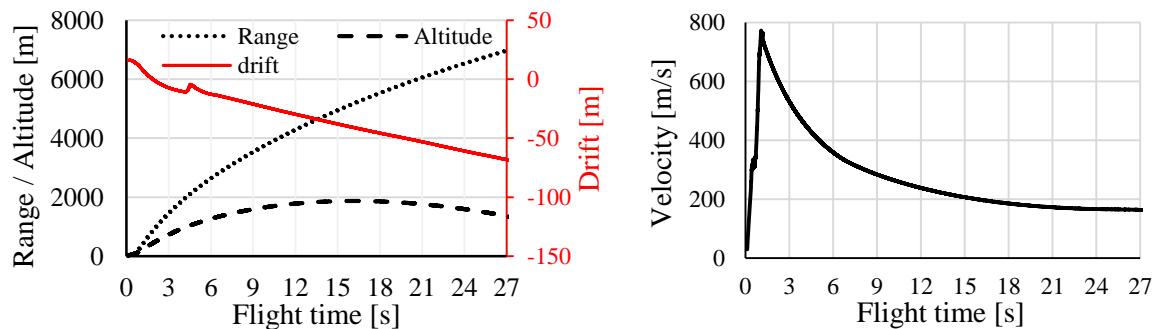 Range / Altitude [m]
8000
6000
4000
2000
0
Range
Altitude
drift
50
0
-50
-100
-150
Drift [m]
0 3 6 9 12 15 18 21 24 27
Flight time [s]
Velocity [m/s]
800
600
400
200
0
0 3 6 9 12 15 18 21 24 27
Flight time [s]